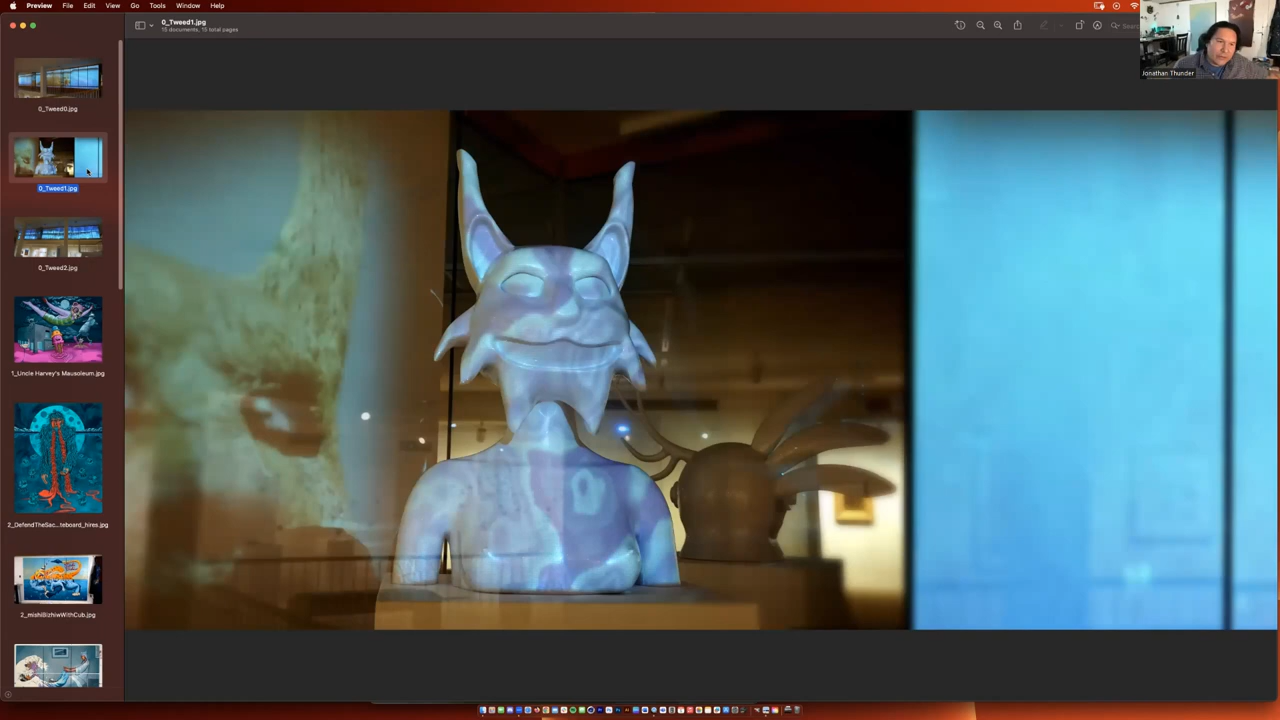 Preview File Edit View Go Tools Window Help
0_Tweed1.jpg
15 documents, 15 total pages
Jonathan Thunder
0_Tweed0.jpg
0_Tweed1.jpg
0_Tweed2.jpg
1_Uncle Harvey's Mausoleum.jpg
2_DefendTheSac...teboard_hires.jpg
2_mishiBizhiwWithCub.jpg